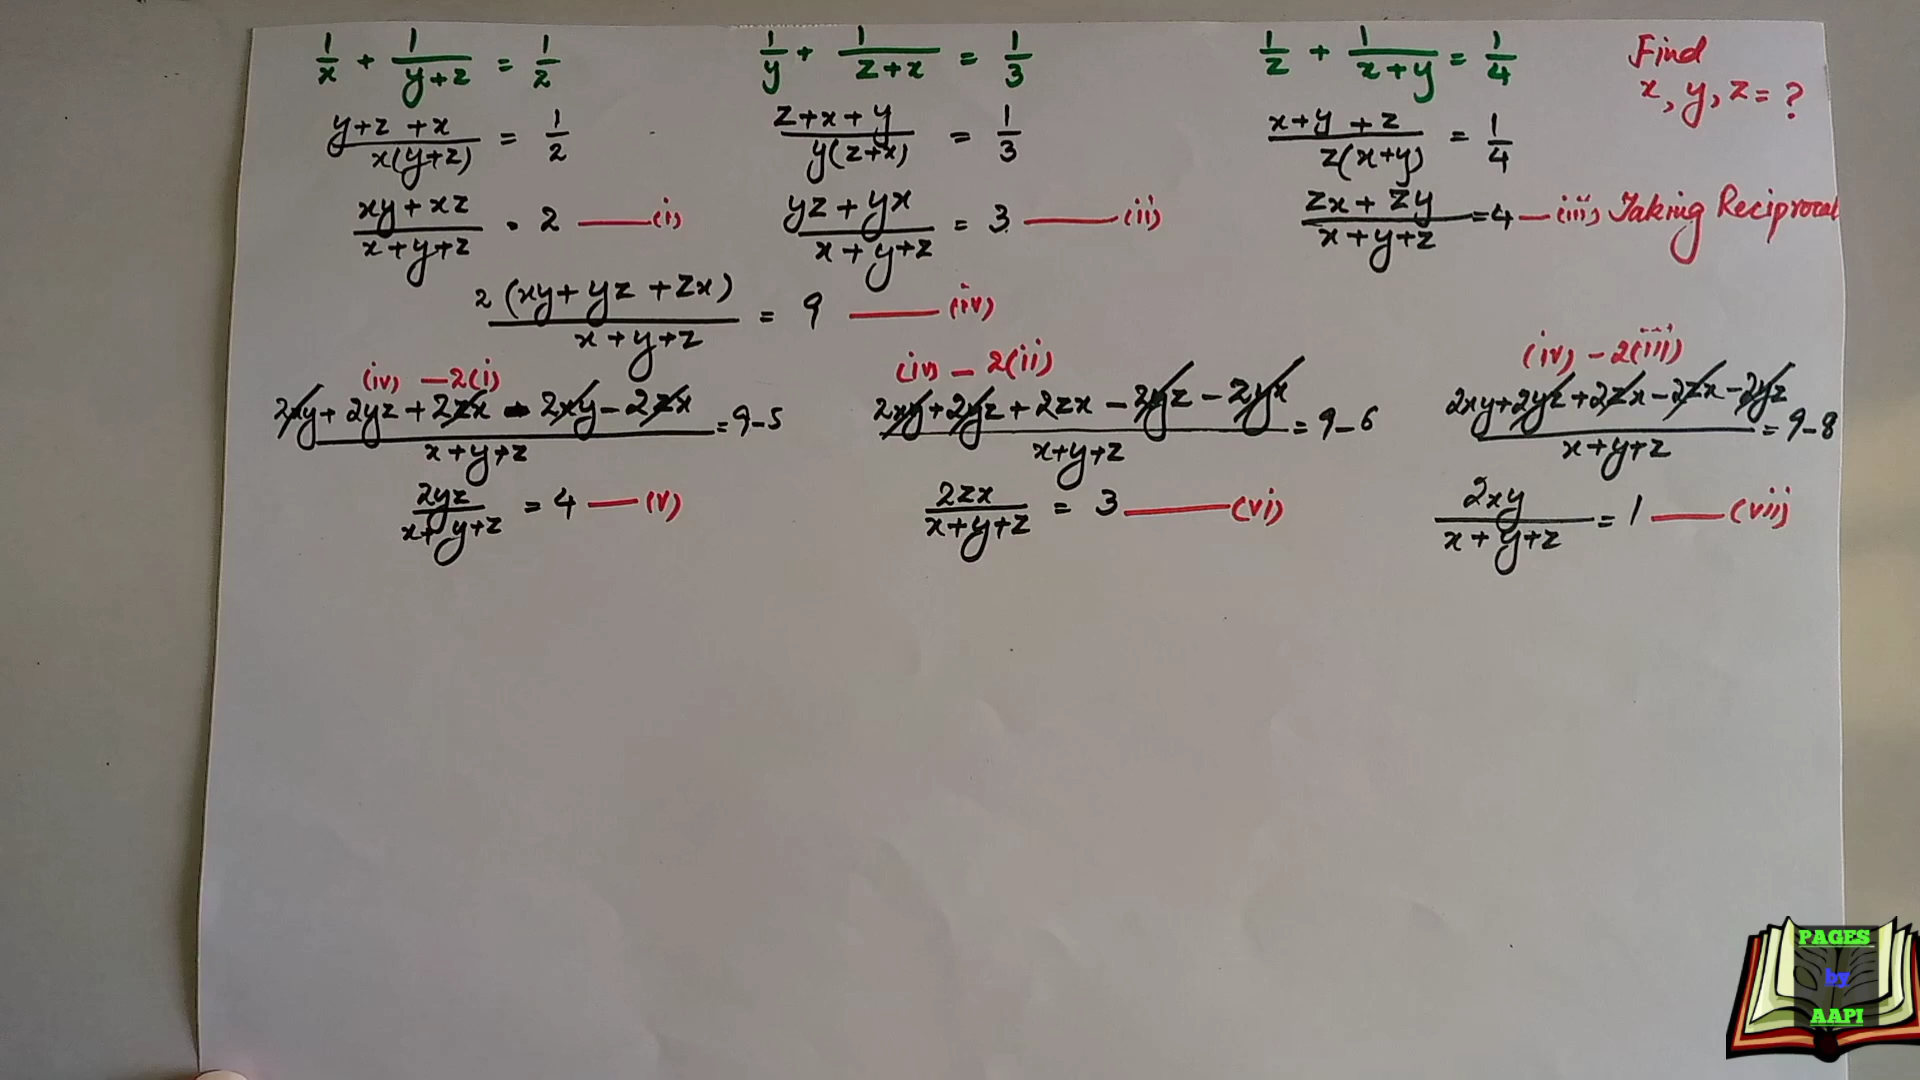 1/x + 1/(y+z) = 1/2    1/y + 1/(z+x) = 1/3    1/z + 1/(x+y) = 1/4    Find
x, y, z = ?
(y+z+x)/(x(y+z)) = 1/2    (z+x+y)/(y(z+x)) = 1/3    (x+y+z)/(z(x+y)) = 1/4
(xy+xz)/(x+y+z) = 2 —(i)    (yz+yx)/(x+y+z) = 3 —(ii)    (zx+zy)/(x+y+z) = 4 —(iii) Taking Reciprocal
2(xy+yz+zx)/(x+y+z) = 9 —(iv)
(iv) - 2(i)    (iv) - 2(ii)    (iv) - 2(iii)
(2xy+2yz+2zx-2xy-2zx)/(x+y+z) = 9-5    (2xy+2yz+2zx-2yz-2yx)/(x+y+z) = 9-6    (2xy+2yz+2zx-2zx-2yz)/(x+y+z) = 9-8
2yz/(x+y+z) = 4 —(v)    2zx/(x+y+z) = 3 —(vi)    2xy/(x+y+z) = 1 —(vii)
PAGES
by
AAPI